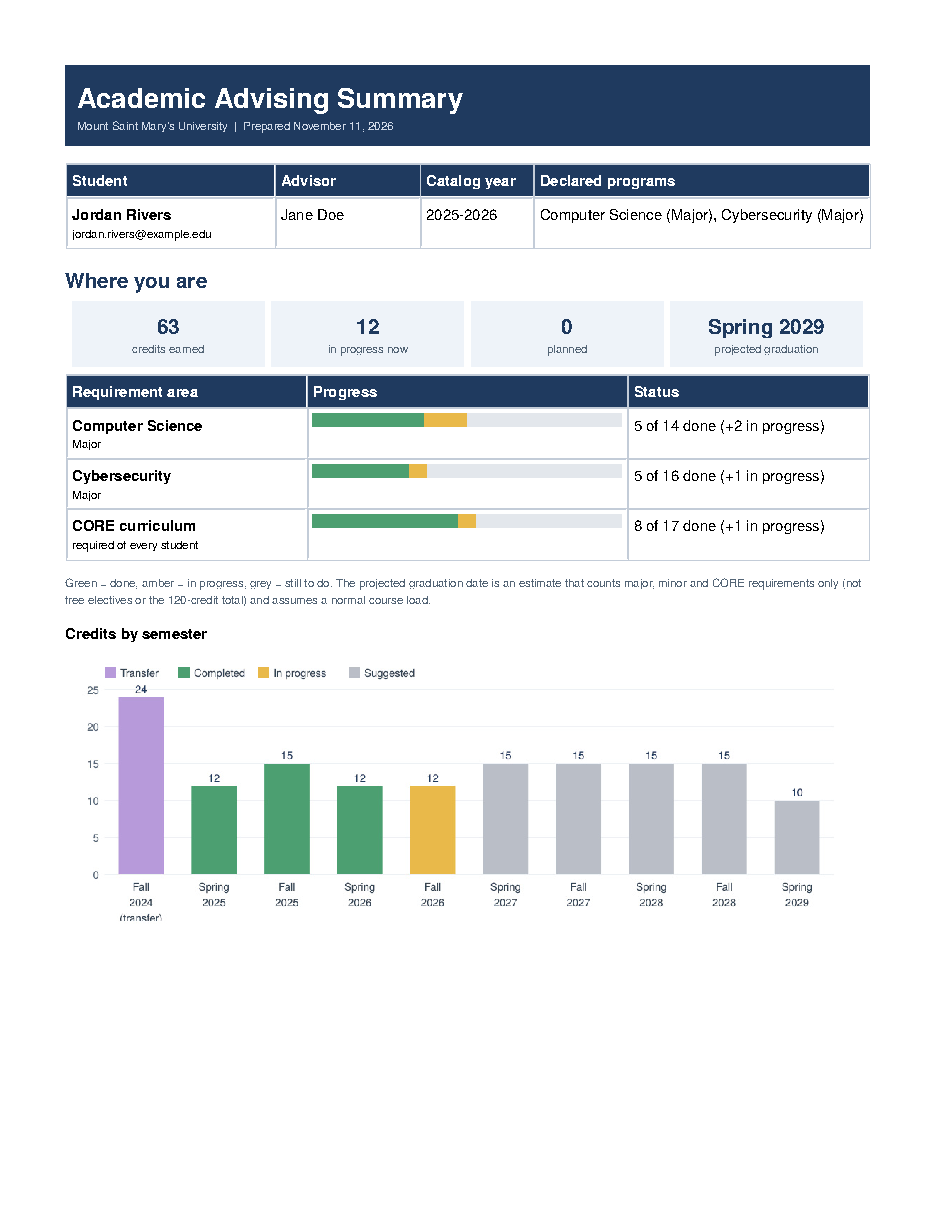 Academic Advising Summary
Mount Saint Mary's University | Prepared November 11, 2026
Student Advisor Catalog year Declared programs
Jordan Rivers Jane Doe 2025-2026 Computer Science (Major), Cybersecurity (Major)
jordan.rivers@example.edu
Where you are
63 12 0 Spring 2029
credits earned in progress now planned projected graduation
Requirement area Progress Status
Computer Science 5 of 14 done (+2 in progress)
Major
Cybersecurity 5 of 16 done (+1 in progress)
Major
CORE curriculum 8 of 17 done (+1 in progress)
required of every student
Green = done, amber = in progress, grey = still to do. The projected graduation date is an estimate that counts major, minor and CORE requirements only (not
free electives or the 120-credit total) and assumes a normal course load.
Credits by semester
Transfer Completed In progress Suggested
25 24
20
15 15 15 15 15 15
12 12 12
10 10
5
0
Fall Spring Fall Spring Fall Spring Fall Spring Fall Spring
2024 2025 2025 2026 2026 2027 2027 2028 2028 2029
(transfer)